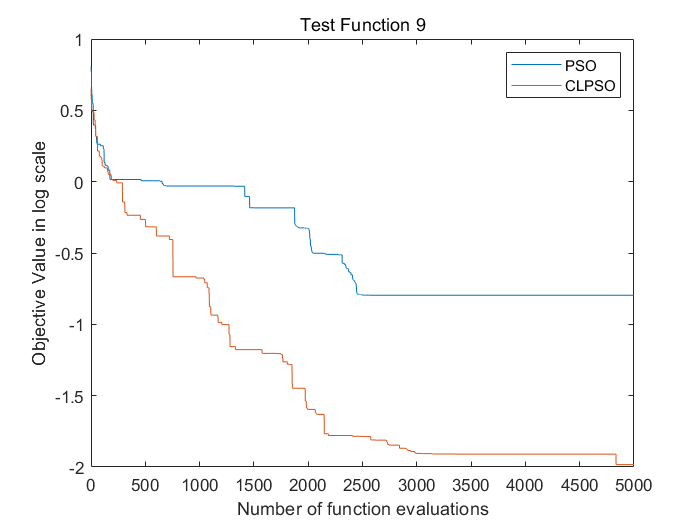 Test Function 9
1
0.5
0
-0.5
-1
-1.5
-2
Objective Value in log scale
PSO
CLPSO
0 500 1000 1500 2000 2500 3000 3500 4000 4500 5000
Number of function evaluations